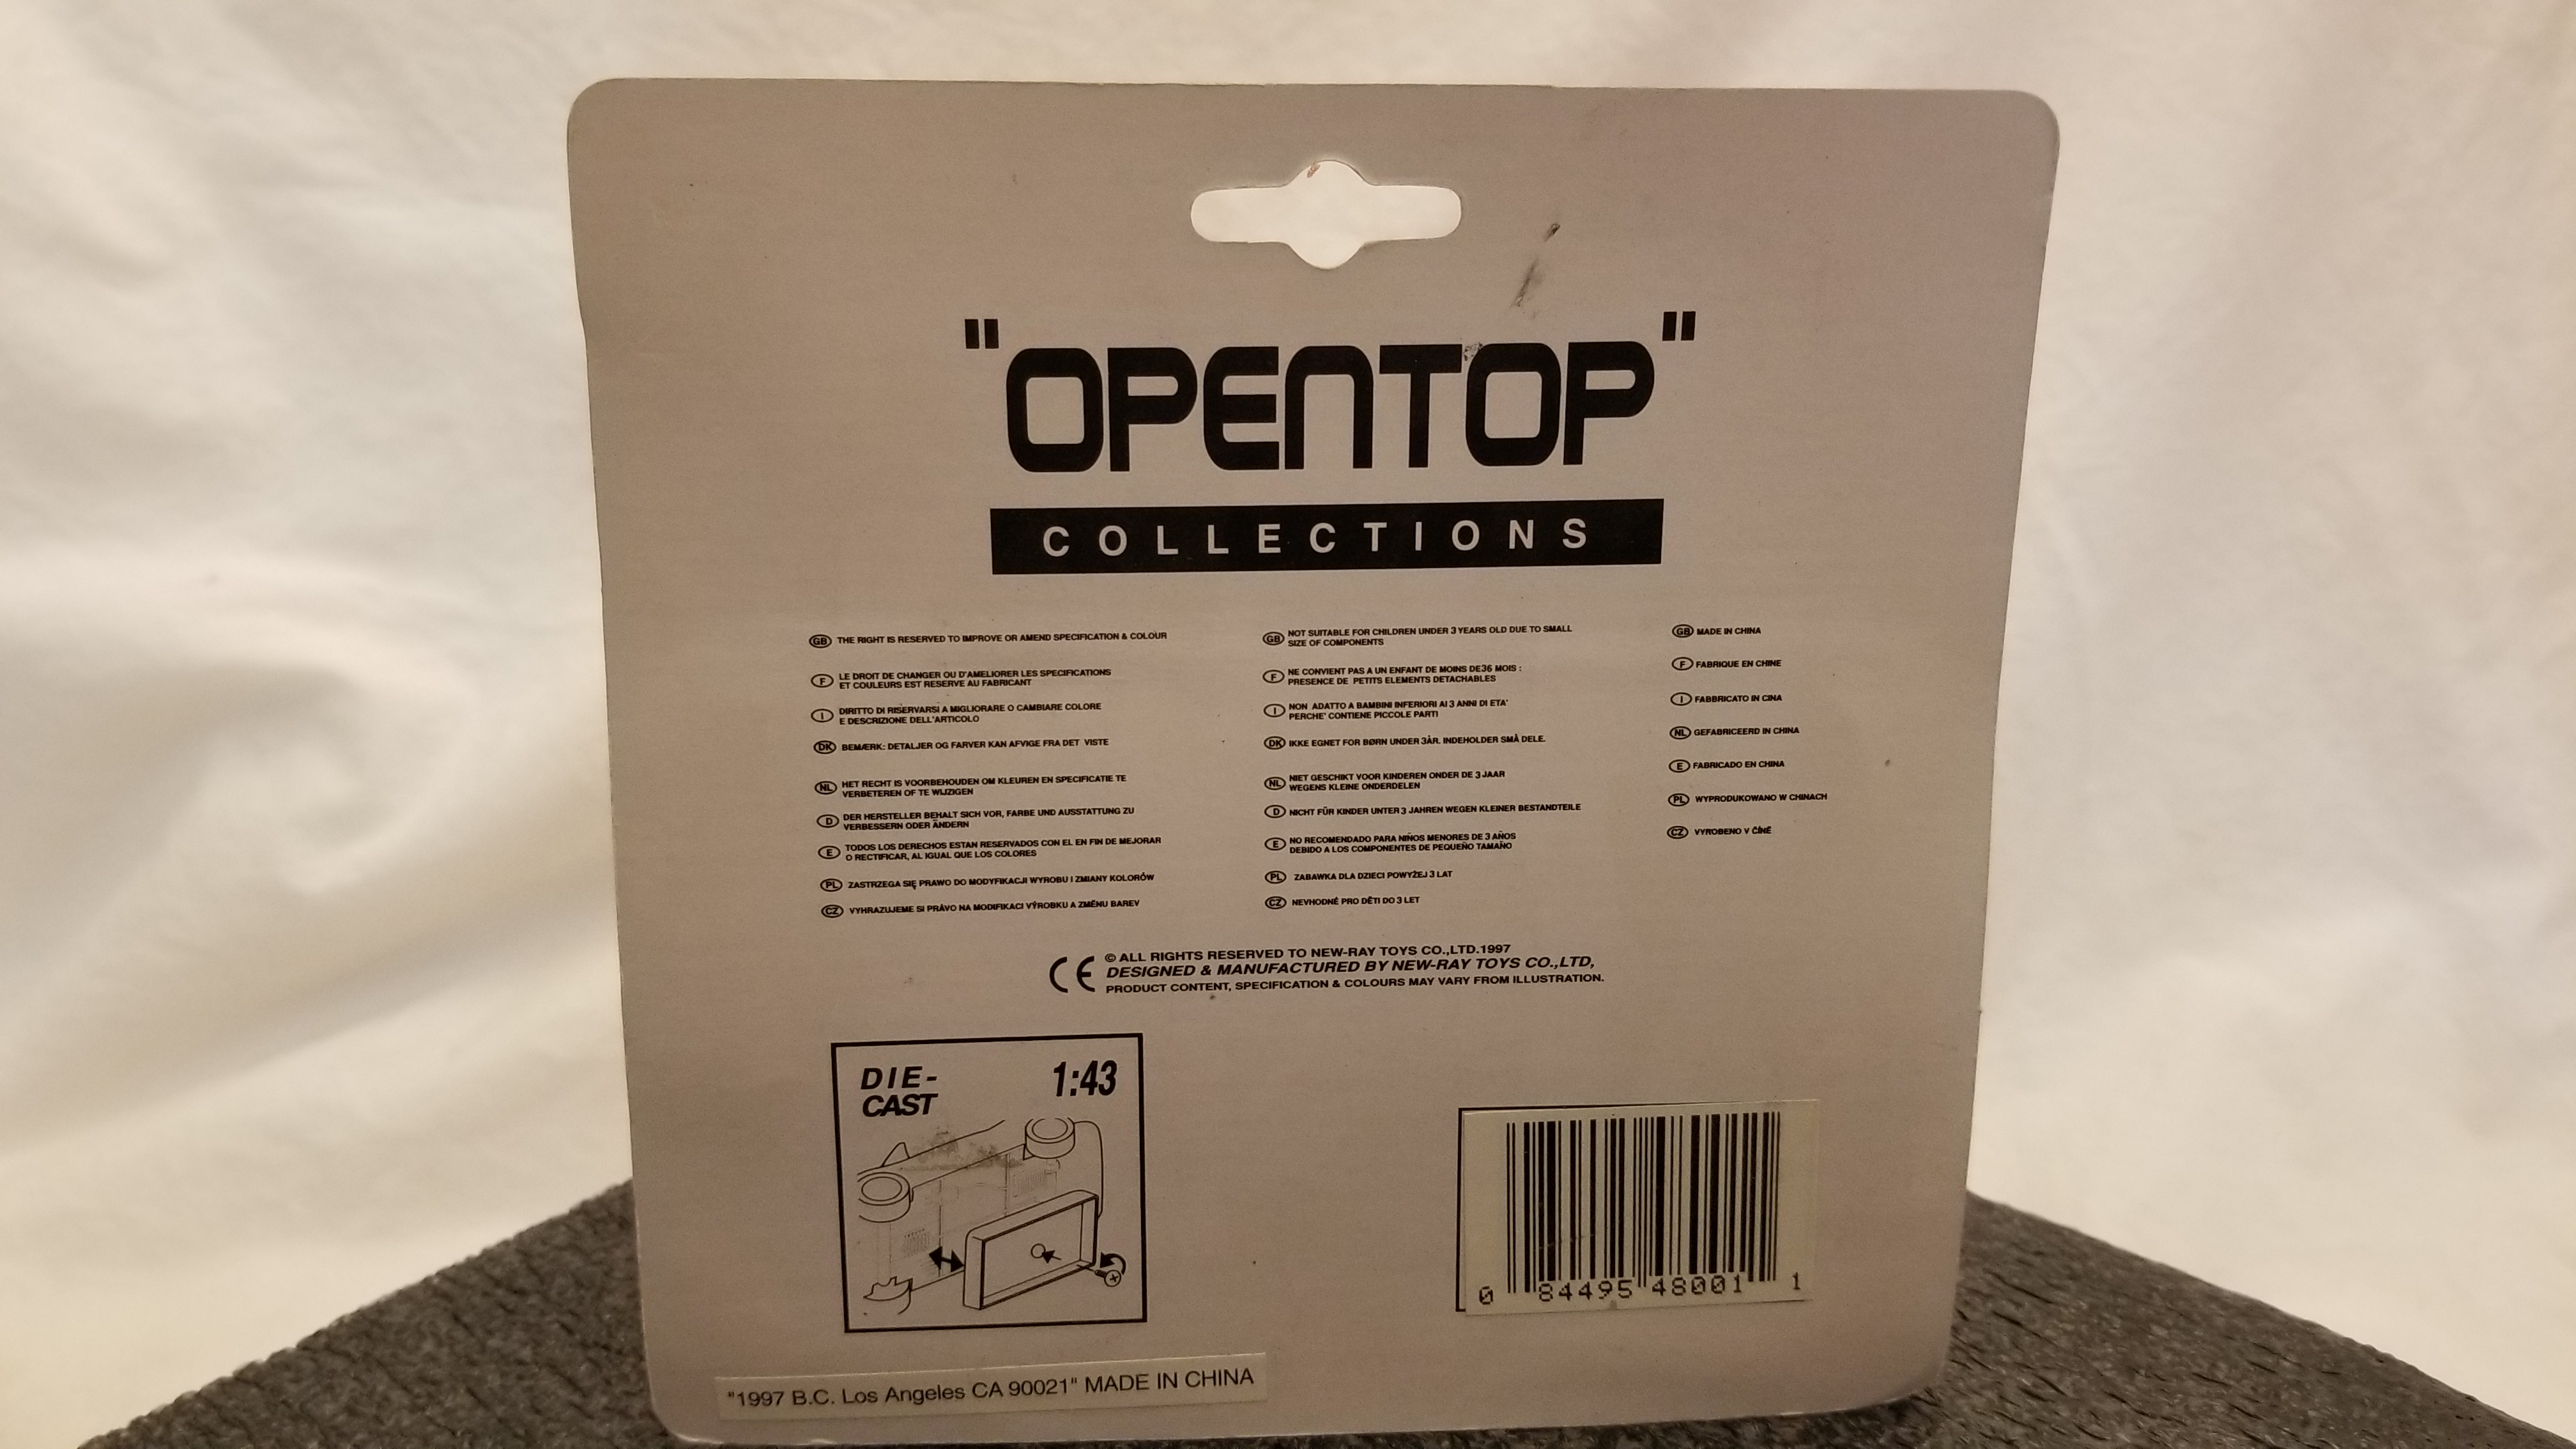 "OPENTOP"
COLLECTIONS
GB THE RIGHT IS RESERVED TO IMPROVE OR AMEND SPECIFICATION & COLOUR
F LE DROIT DE CHANGER OU D'AMELIORER LES SPECIFICATIONS
ET COULEURS EST RESERVE AU FABRICANT
I DIRITTO DI RISERVARSI A MIGLIORARE O CAMBIARE COLORE
E DESCRIZIONE DELL'ARTICOLO
DK BEMÆRK: DETALJER OG FARVER KAN AFVIGE FRA DET VISTE
NL HET RECHT IS VOORBEHOUDEN OM KLEUREN EN SPECIFICATIE TE
VERBETEREN OF TE WIJZIGEN
D DER HERSTELLER BEHALT SICH VOR, FARBE UND AUSSTATTUNG ZU
VERBESSERN ODER ÄNDERN
E TODOS LOS DERECHOS ESTAN RESERVADOS CON EL EN FIN DE MEJORAR
O RECTIFICAR, AL IGUAL QUE LOS COLORES
PL ZASTRZEGA SIĘ PRAWO DO MODYFIKACJI WYROBU I ZMIANY KOLORÓW
CZ VYHRAZUJEME SI PRÁVO NA MODIFIKACI VÝROBKU A ZMĚNU BAREV
GB NOT SUITABLE FOR CHILDREN UNDER 3 YEARS OLD DUE TO SMALL
SIZE OF COMPONENTS
F NE CONVIENT PAS A UN ENFANT DE MOINS DE36 MOIS :
PRESENCE DE PETITS ELEMENTS DETACHABLES
I NON ADATTO A BAMBINI INFERIORI AI 3 ANNI DI ETA'
PERCHE' CONTIENE PICCOLE PARTI
DK IKKE EGNET FOR BØRN UNDER 3ÅR. INDEHOLDER SMÅ DELE.
NL NIET GESCHIKT VOOR KINDEREN ONDER DE 3 JAAR
WEGENS KLEINE ONDERDELEN
D NICHT FÜR KINDER UNTER 3 JAHREN WEGEN KLEINER BESTANDTEILE
E NO RECOMENDADO PARA NIÑOS MENORES DE 3 AÑOS
DEBIDO A LOS COMPONENTES DE PEQUEÑO TAMAÑO
PL ZABAWKA DLA DZIECI POWYŻEJ 3 LAT
CZ NEVHODNÉ PRO DĚTI DO 3 LET
GB MADE IN CHINA
F FABRIQUE EN CHINE
I FABBRICATO IN CINA
NL GEFABRICEERD IN CHINA
E FABRICADO EN CHINA
PL WYPRODUKOWANO W CHINACH
CZ VYROBENO V ČÍNĚ
CE
© ALL RIGHTS RESERVED TO NEW-RAY TOYS CO.,LTD.1997
DESIGNED & MANUFACTURED BY NEW-RAY TOYS CO.,LTD,
PRODUCT CONTENT, SPECIFICATION & COLOURS MAY VARY FROM ILLUSTRATION.
DIE-
CAST
1:43
0 84495 48001 1
"1997 B.C. Los Angeles CA 90021" MADE IN CHINA